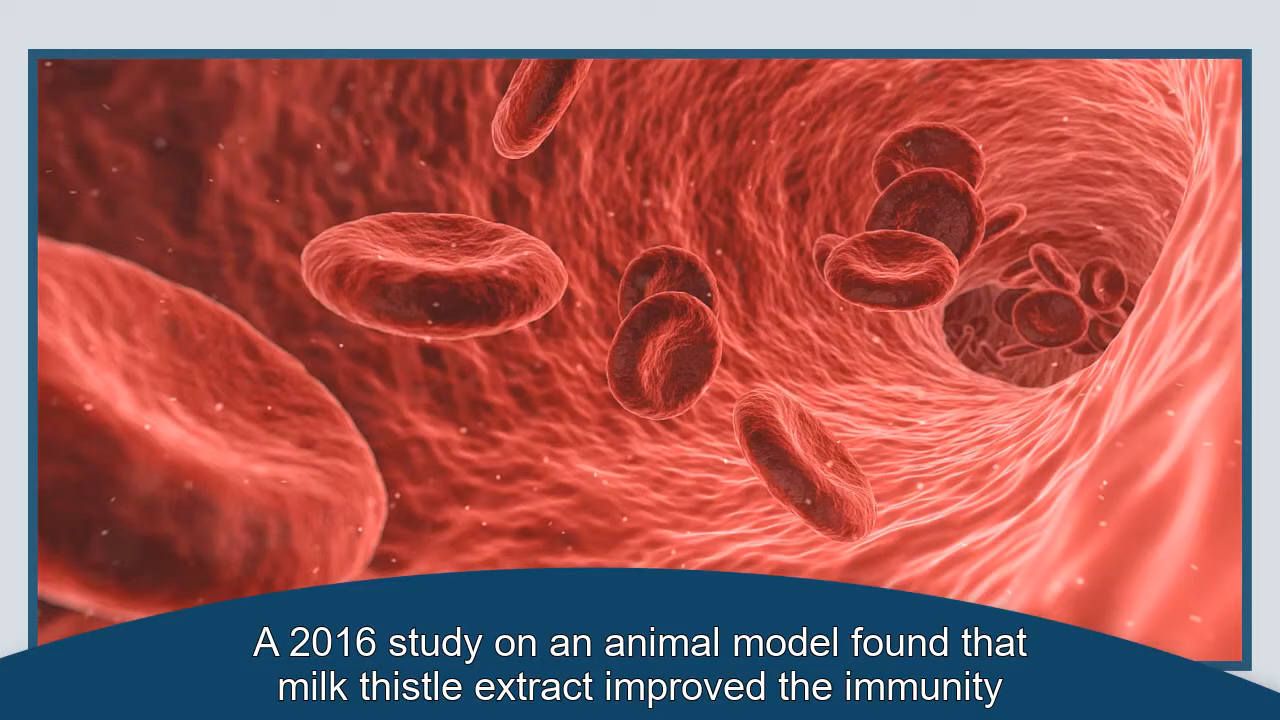 A 2016 study on an animal model found that
milk thistle extract improved the immunity